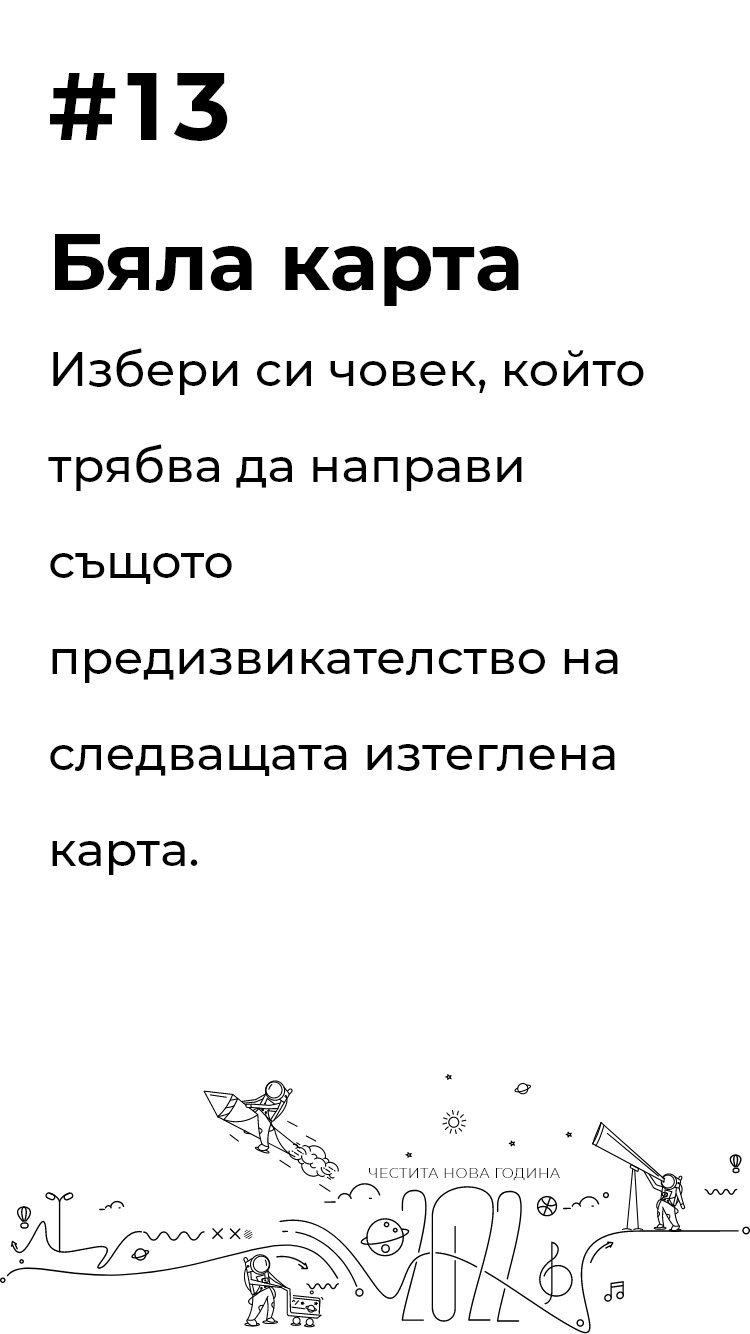 #13
Бяла карта
Избери си човек, който
трябва да направи
същото
предизвикателство на
следващата изтеглена
карта.
ЧЕСТИТА НОВА ГОДИНА
2022